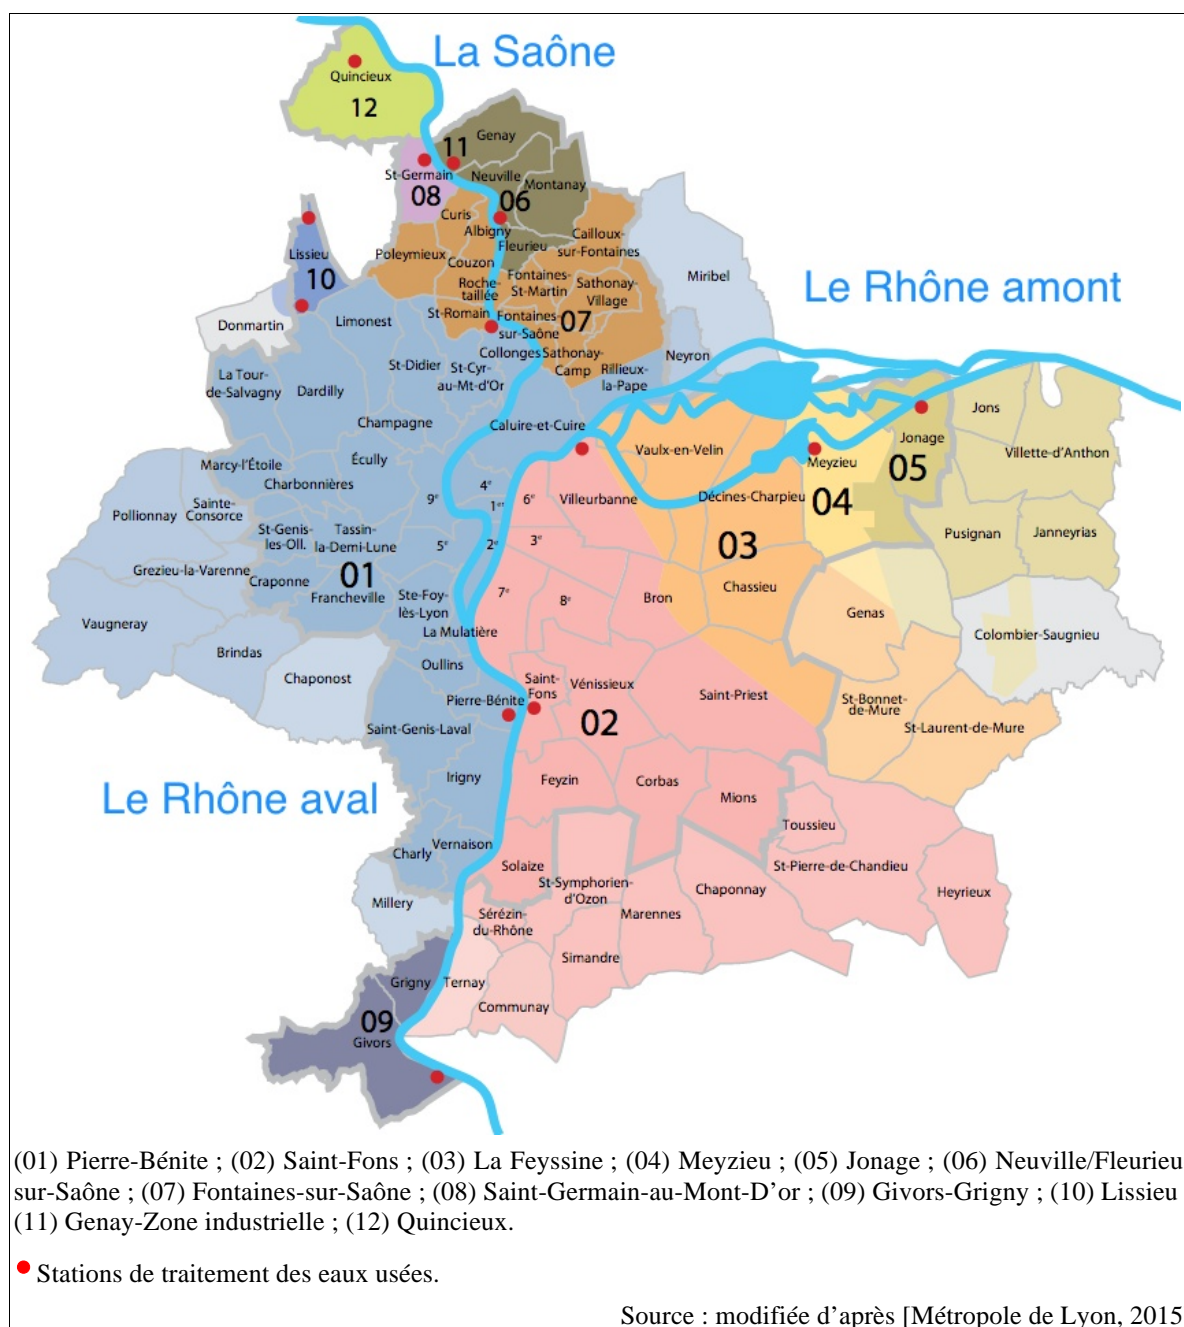 La Saône
Quincieux
12
Genay
11
St-Germain
08
Neuville
Montanay
06
Curis
Albigny
Fleurieu
Cailloux-
sur-Fontaines
Lissieu
10
Poleymieux
Couzon
Roche-
taillée
Fontaines-
St-Martin
Sathonay-
Village
Miribel
Le Rhône amont
Donmartin
Limonest
St-Romain
Fontaines-
sur-Saône
07
Collonges
Sathonay-
Camp
Rillieux-
la-Pape
Neyron
La Tour-
de-Salvagny
Dardilly
St-Didier
St-Cyr-
au-Mt-d'Or
Champagne
Caluire-et-Cuire
Vaulx-en-Velin
Meyzieu
04
Jonage
05
Jons
Villette-d'Anthon
Marcy-l'Étoile
Écully
Charbonnières
Pollionnay
Sainte-
Consorce
9e
4e
1er
6e
Villeurbanne
Décines-Charpieu
03
Pusignan
Janneyrias
St-Genis-
les-Oll.
Tassin-
la-Demi-Lune
5e
2e
3e
Grezieu-la-Varenne
Craponne
01
Francheville
Ste-Foy-
lès-Lyon
7e
8e
Bron
Chassieu
Genas
Vaugneray
Brindas
La Mulatière
Colombier-Saugnieu
Chaponost
Oullins
Pierre-Bénite
Saint-
Fons
Vénissieux
02
Saint-Priest
St-Bonnet-
de-Mure
St-Laurent-de-Mure
Saint-Genis-Laval
Le Rhône aval
Irigny
Feyzin
Corbas
Mions
Toussieu
Charly
Vernaison
Solaize
St-Symphorien-
d'Ozon
Chaponnay
St-Pierre-de-Chandieu
Heyrieux
Millery
Sérézin-
du-Rhône
Marennes
Simandre
Grigny
Ternay
Communay
09
Givors
(01) Pierre-Bénite ; (02) Saint-Fons ; (03) La Feyssine ; (04) Meyzieu ; (05) Jonage ; (06) Neuville/Fleurieu
sur-Saône ; (07) Fontaines-sur-Saône ; (08) Saint-Germain-au-Mont-D'or ; (09) Givors-Grigny ; (10) Lissieu
(11) Genay-Zone industrielle ; (12) Quincieux.
Stations de traitement des eaux usées.
Source : modifiée d'après [Métropole de Lyon, 2015